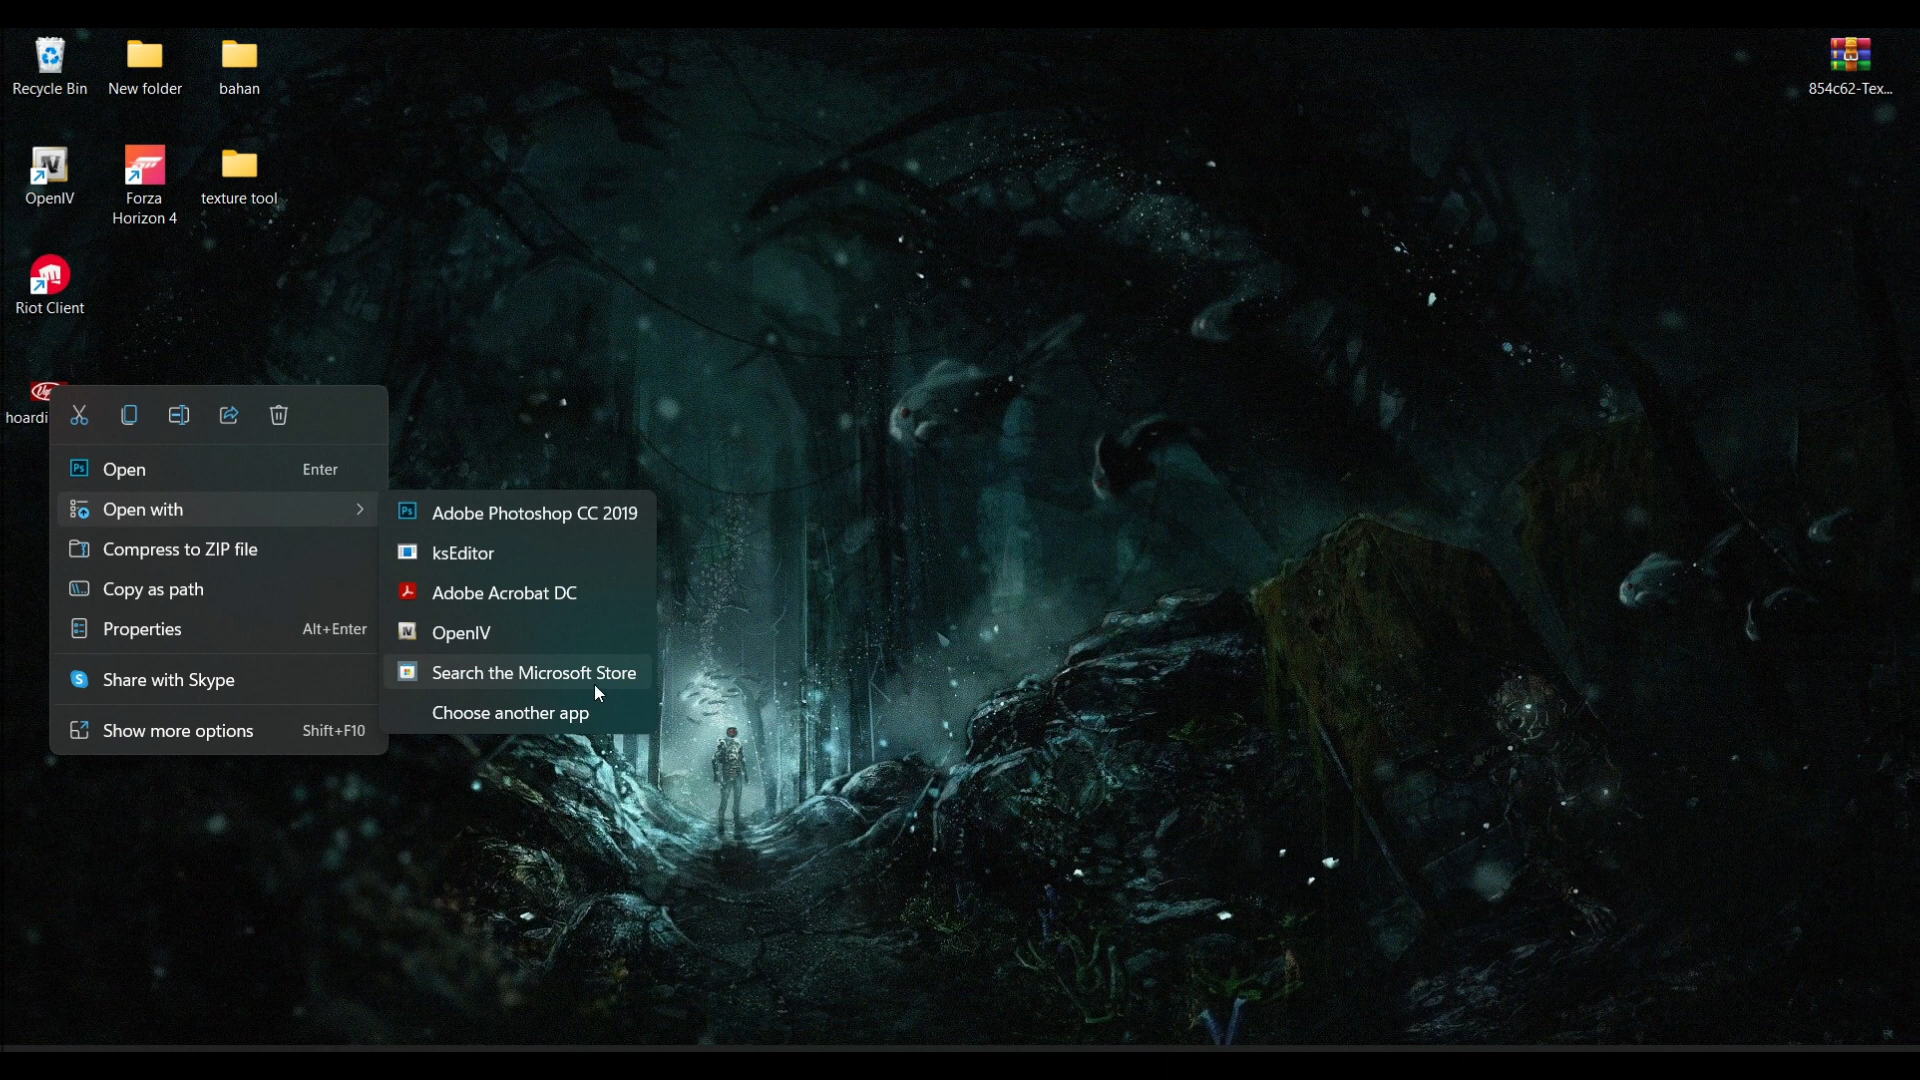 Recycle Bin
New folder
bahan
854c62-Tex...
OpenIV
Forza
Horizon 4
texture tool
Riot Client
hoardi
Open Enter
Open with
Compress to ZIP file
Copy as path
Properties Alt+Enter
Share with Skype
Show more options Shift+F10
Adobe Photoshop CC 2019
ksEditor
Adobe Acrobat DC
OpenIV
Search the Microsoft Store
Choose another app